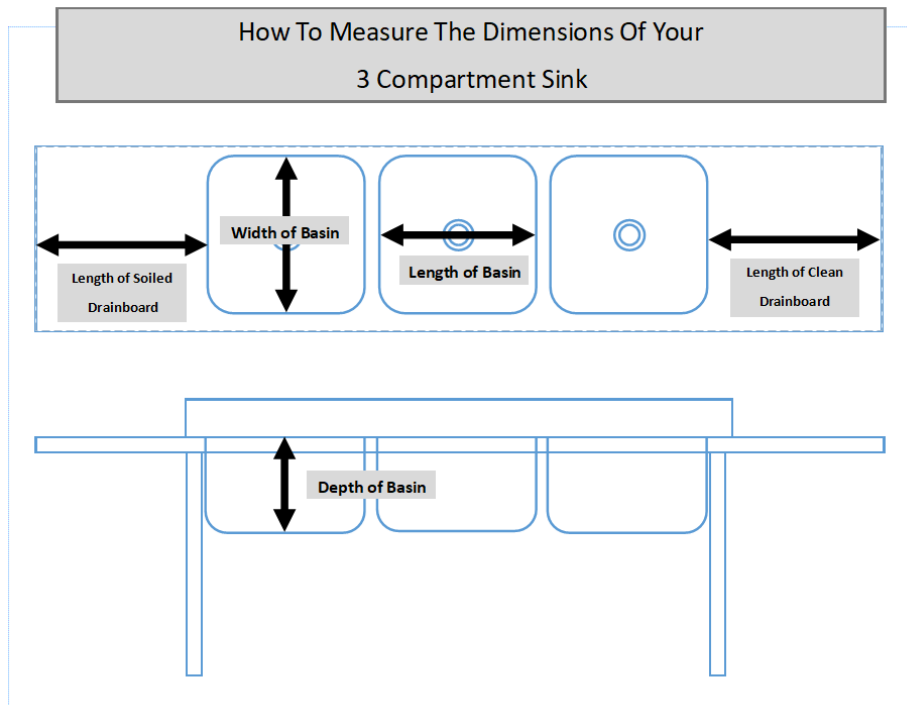 How To Measure The Dimensions Of Your
3 Compartment Sink
Width of Basin
Length of Soiled
Drainboard
Length of Basin
Length of Clean
Drainboard
Depth of Basin